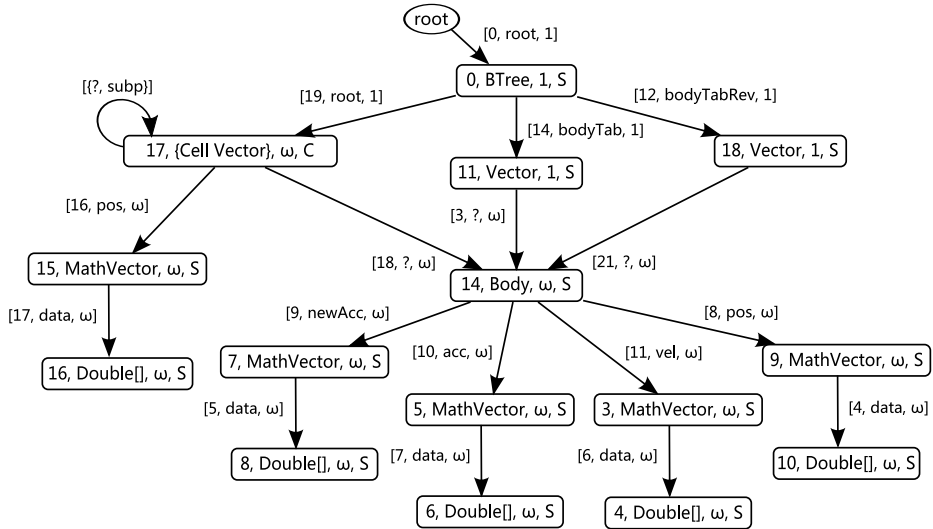 root
[0, root, 1]
0, BTree, 1, S
[{?, subp}]
[19, root, 1]
[12, bodyTabRev, 1]
[14, bodyTab, 1]
17, {Cell Vector}, ω, C
18, Vector, 1, S
11, Vector, 1, S
[16, pos, ω]
[3, ?, ω]
15, MathVector, ω, S
[18, ?, ω]
[21, ?, ω]
14, Body, ω, S
[17, data, ω]
[9, newAcc, ω]
[8, pos, ω]
[10, acc, ω]
[11, vel, ω]
16, Double[], ω, S
7, MathVector, ω, S
9, MathVector, ω, S
[5, data, ω]
5, MathVector, ω, S
3, MathVector, ω, S
[4, data, ω]
8, Double[], ω, S
[7, data, ω]
[6, data, ω]
10, Double[], ω, S
6, Double[], ω, S
4, Double[], ω, S